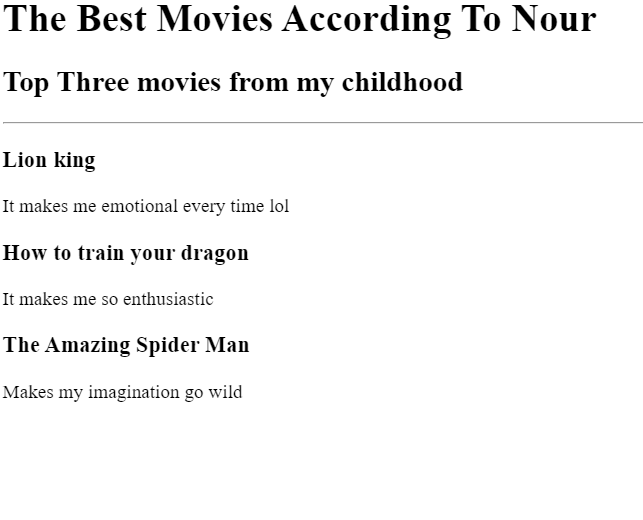 The Best Movies According To Nour
Top Three movies from my childhood
Lion king
It makes me emotional every time lol
How to train your dragon
It makes me so enthusiastic
The Amazing Spider Man
Makes my imagination go wild